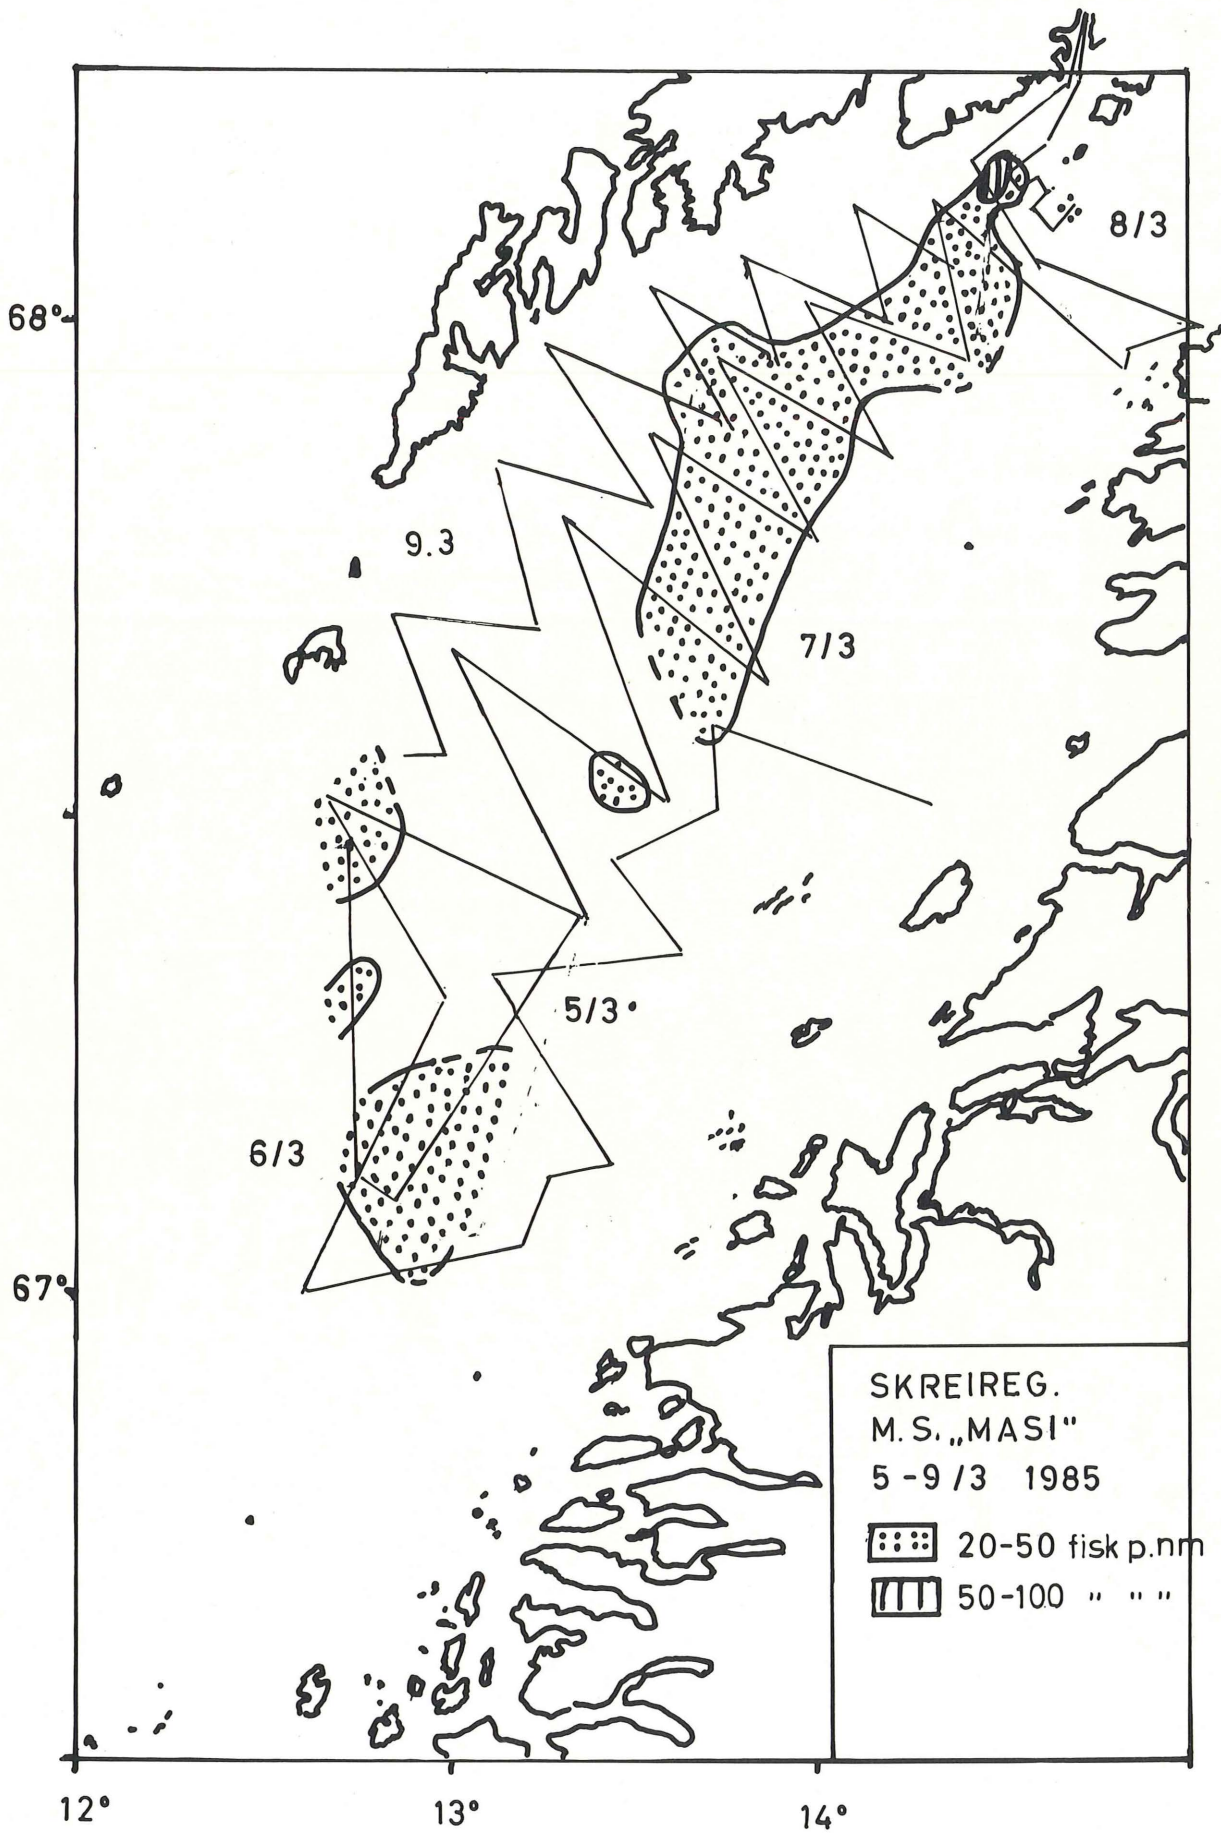 8/3
68°
9.3
7/3
5/3
6/3
67°
SKREIREG.
M.S. „MASI"
5-9/3 1985
20-50 fisk p.nm
50-100 " " "
12° 13° 14°